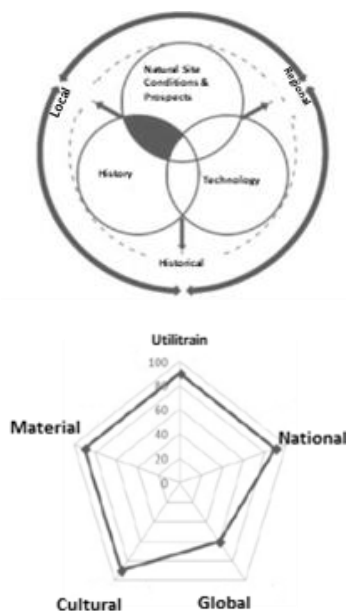 Natural Site
Conditions &
Prospects
Local
Regional
History
Technology
Historical
Utilitrain
100
80
60
40
20
0
Material
National
Cultural
Global